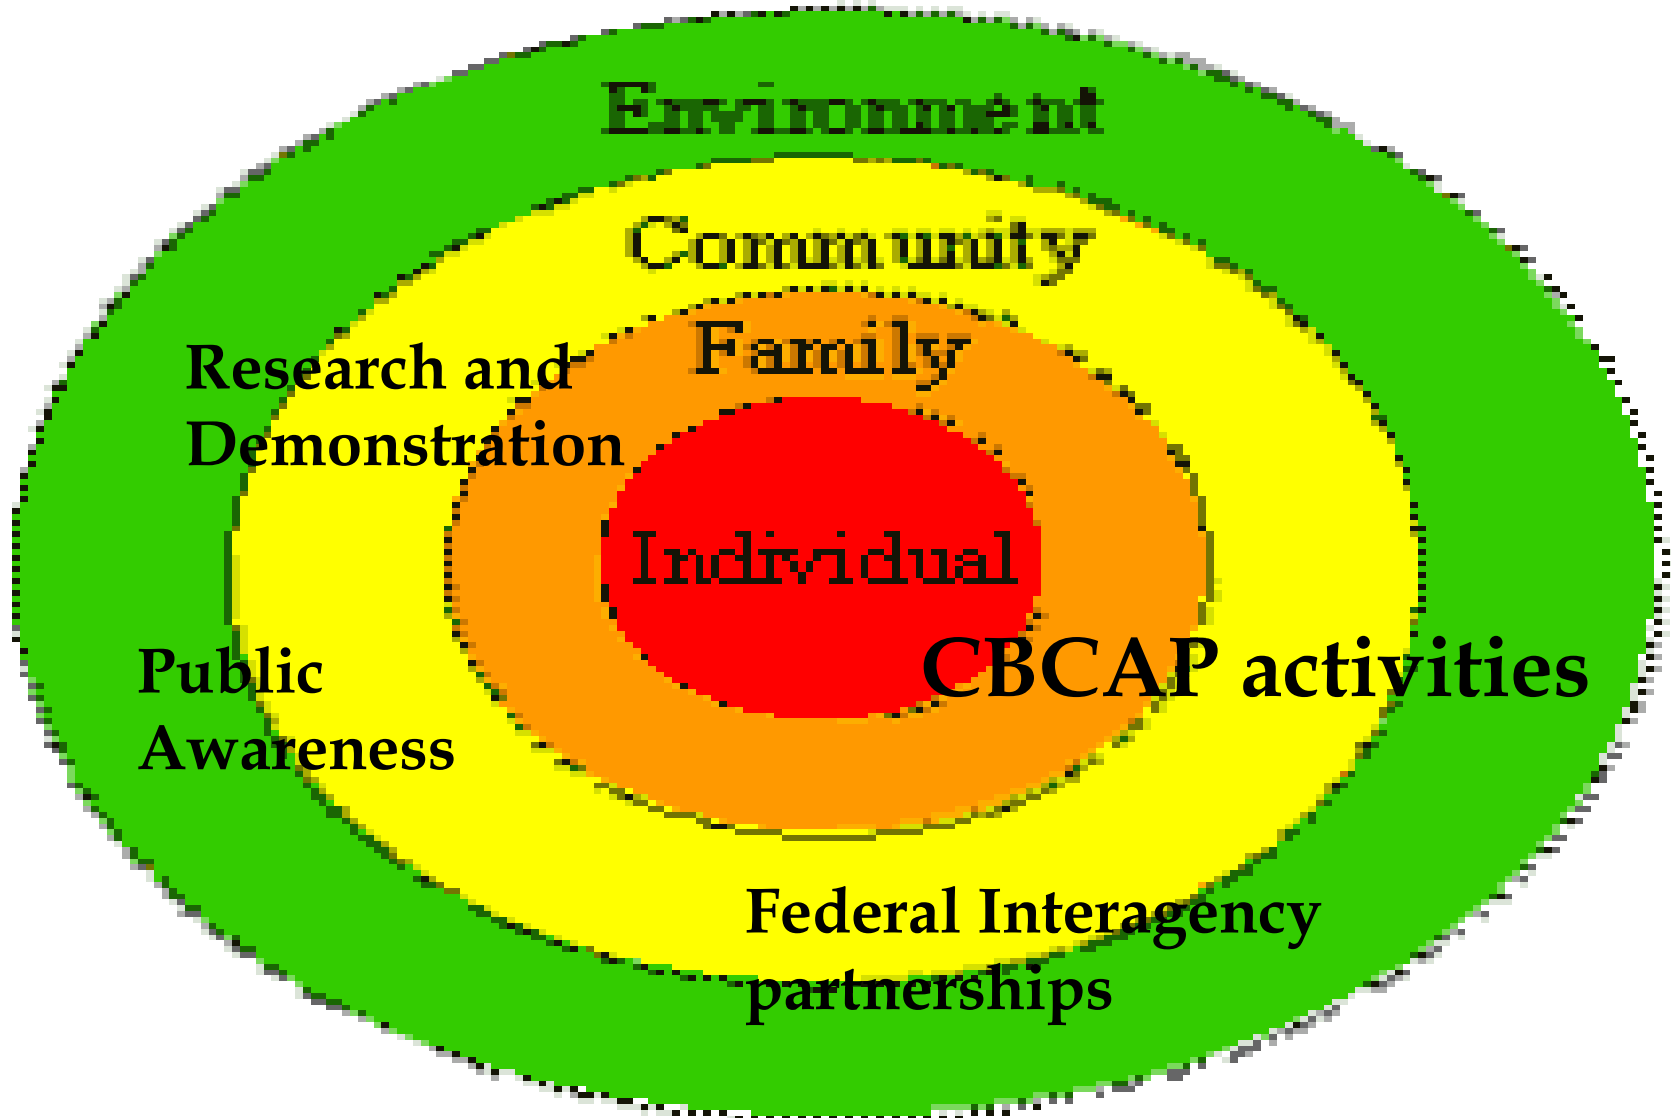 Environment
Community
Family
Research and
Demonstration
Individual
Public
Awareness
CBCAP activities
Federal Interagency
partnerships